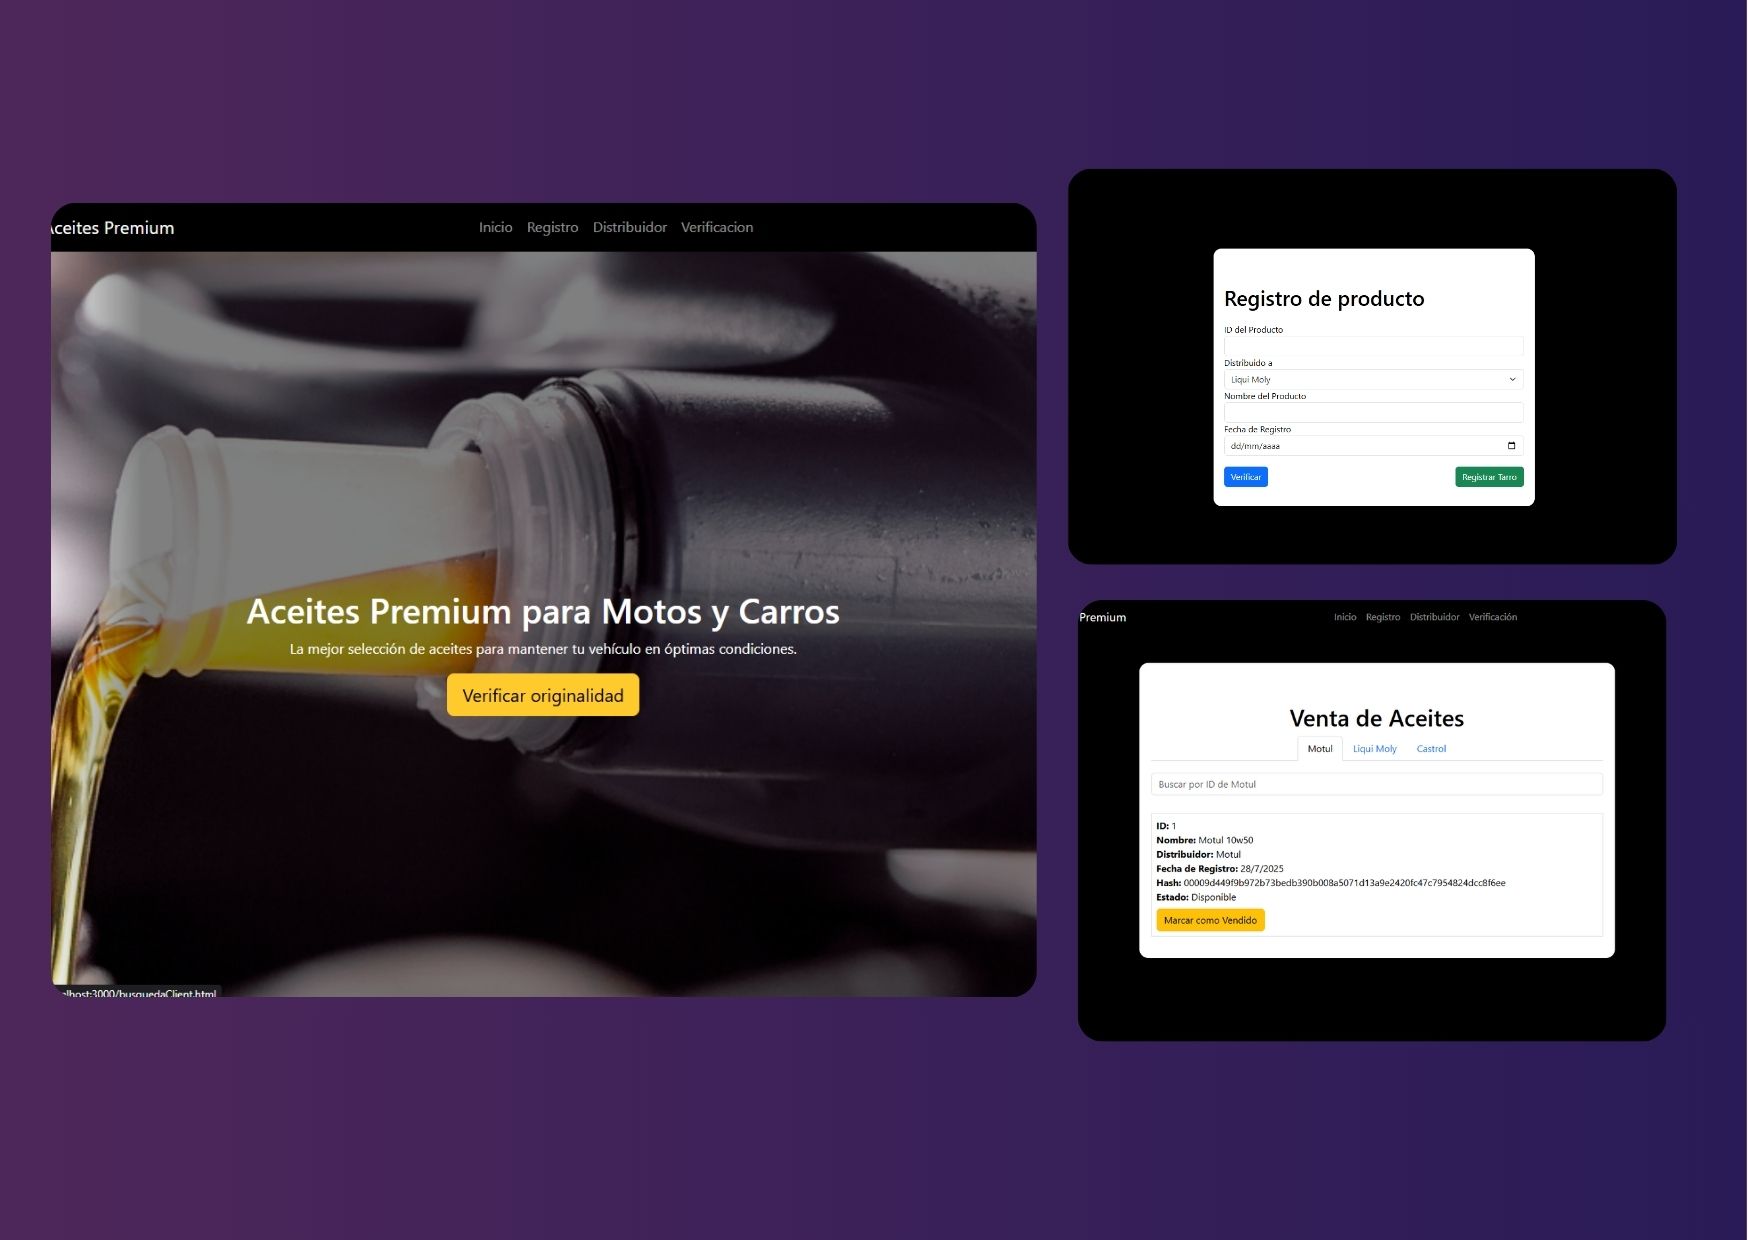 ceites Premium
Inicio Registro Distribuidor Verificacion
Aceites Premium para Motos y Carros
La mejor selección de aceites para mantener tu vehículo en óptimas condiciones.
Verificar originalidad
lhost:3000/busquedaClient.html
Registro de producto
ID del Producto
Distribuido a
Liqui Moly
Nombre del Producto
Fecha de Registro
dd/mm/aaaa
Verificar Registrar Tarro
Premium
Inicio Registro Distribuidor Verificación
Venta de Aceites
Motul Liqui Moly Castrol
Buscar por ID de Motul
ID: 1
Nombre: Motul 10w50
Distribuidor: Motul
Fecha de Registro: 28/7/2025
Hash: 00009d449f9b972b73bedb390b008a5071d13a9e2420fc47c7954824dcc8f6ee
Estado: Disponible
Marcar como Vendido